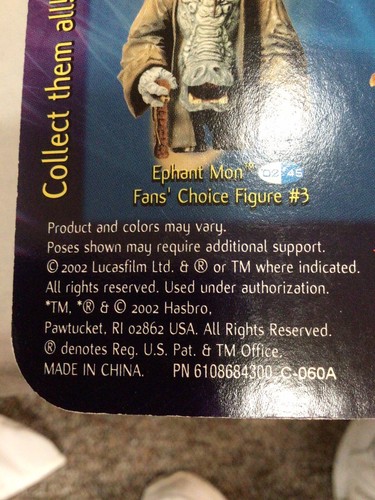 Collect them all!
Ephant Mon™ 02.45
Fans' Choice Figure #3
Product and colors may vary.
Poses shown may require additional support.
© 2002 Lucasfilm Ltd. & ® or TM where indicated.
All rights reserved. Used under authorization.
*TM, *® & © 2002 Hasbro,
Pawtucket, RI 02862 USA. All Rights Reserved.
® denotes Reg. U.S. Pat. & TM Office.
MADE IN CHINA. PN 6108684300 C-060A